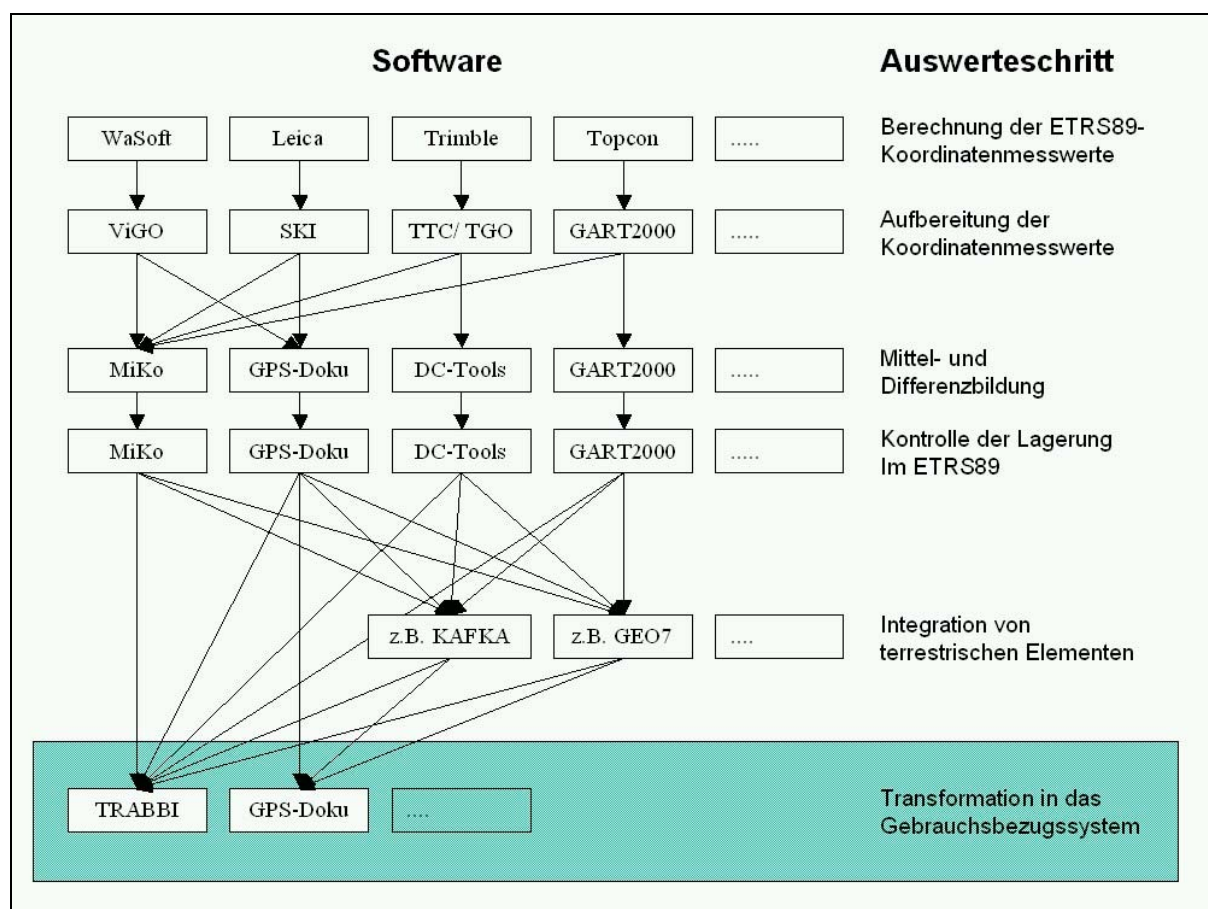 Software
Auswerteschritt
WaSoft
Leica
Trimble
Topcon
.....
Berechnung der ETRS89-
Koordinatenmesswerte
ViGO
SKI
TTC/ TGO
GART2000
.....
Aufbereitung der
Koordinatenmesswerte
MiKo
GPS-Doku
DC-Tools
GART2000
.....
Mittel- und
Differenzbildung
MiKo
GPS-Doku
DC-Tools
GART2000
.....
Kontrolle der Lagerung
Im ETRS89
z.B. KAFKA
z.B. GEO7
....
Integration von
terrestrischen Elementen
TRABBI
GPS-Doku
....
Transformation in das
Gebrauchsbezugssystem